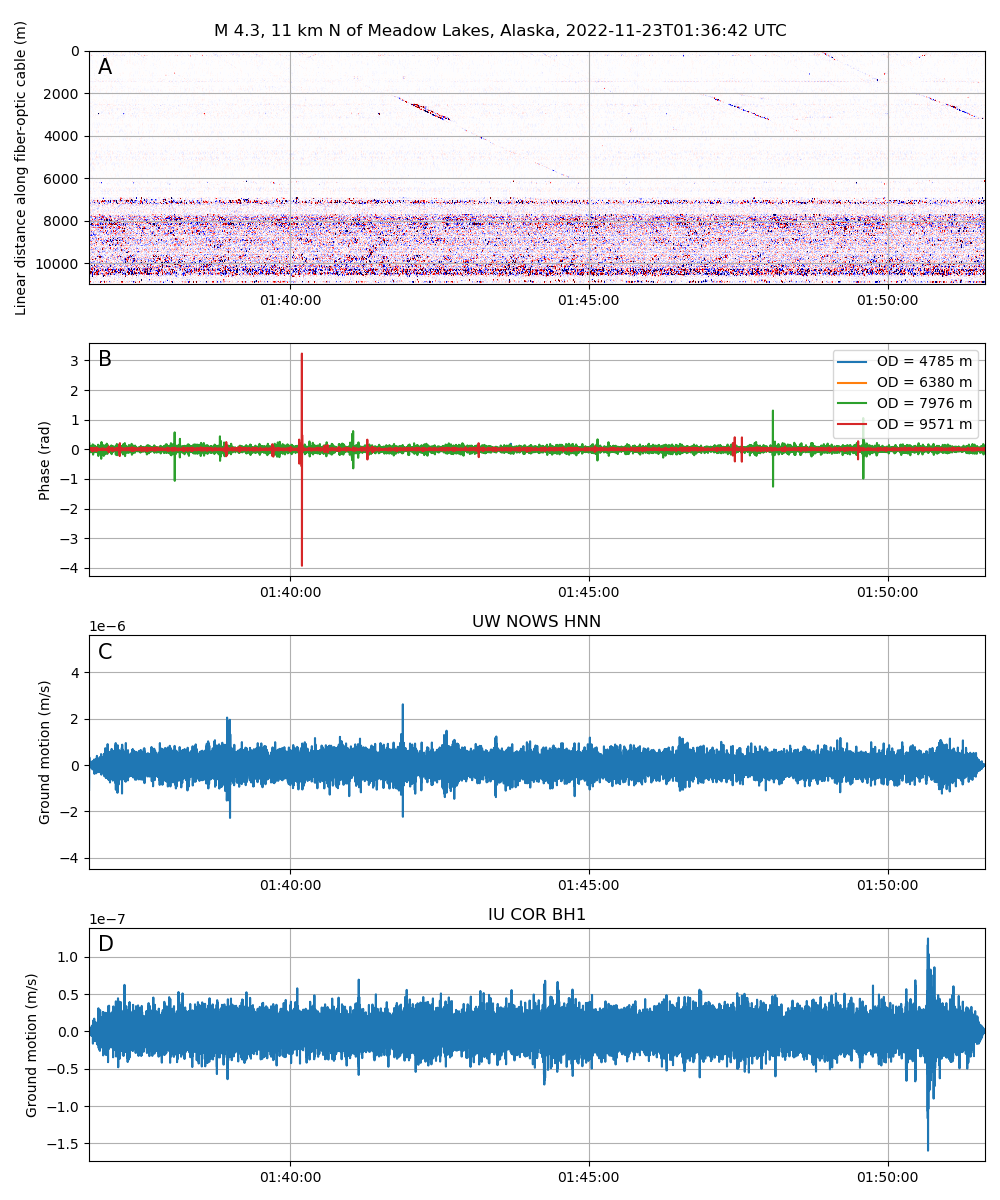 M 4.3, 11 km N of Meadow Lakes, Alaska, 2022-11-23T01:36:42 UTC
Linear distance along fiber-optic cable (m)
A
0
2000
4000
6000
8000
10000
01:40:00
01:45:00
01:50:00
Phase (rad)
B
3
2
1
0
−1
−2
−3
−4
OD = 4785 m
OD = 6380 m
OD = 7976 m
OD = 9571 m
01:40:00
01:45:00
01:50:00
UW NOWS HNN
1e−6
Ground motion (m/s)
C
4
2
0
−2
−4
01:40:00
01:45:00
01:50:00
IU COR BH1
1e−7
Ground motion (m/s)
D
1.0
0.5
0.0
−0.5
−1.0
−1.5
01:40:00
01:45:00
01:50:00